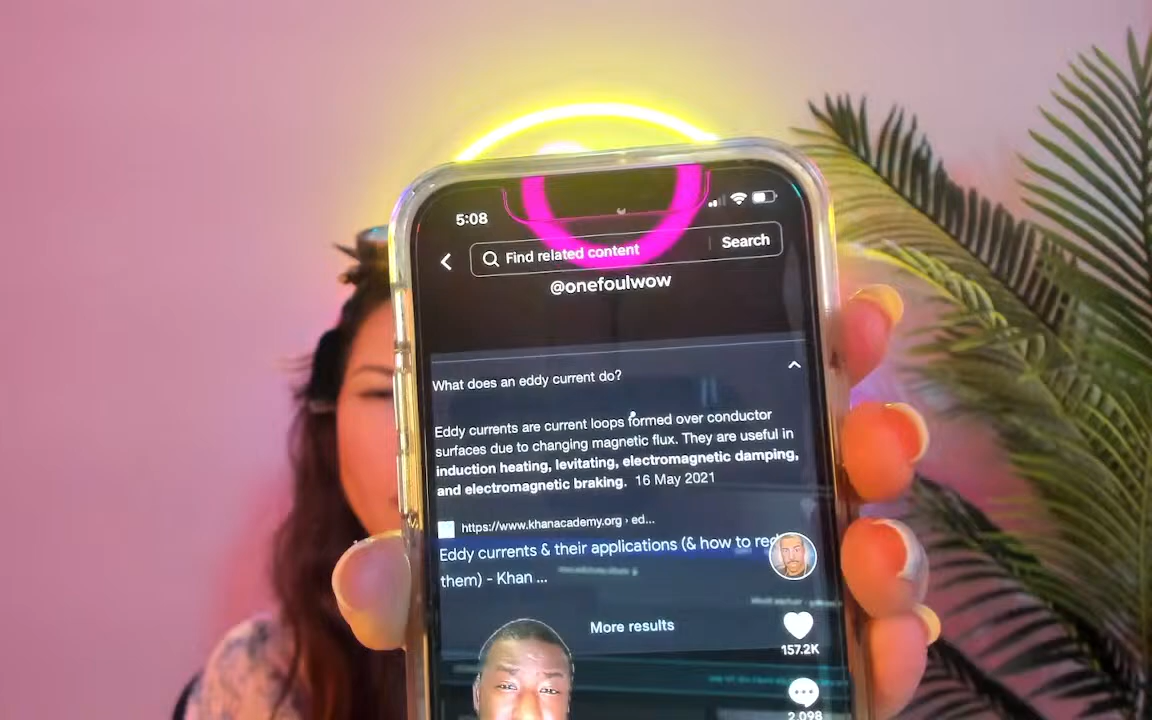 5:08
Find related content
Search
@onefoulwow
What does an eddy current do?
Eddy currents are current loops formed over conductor
surfaces due to changing magnetic flux. They are useful in
induction heating, levitating, electromagnetic damping,
and electromagnetic braking. 16 May 2021
https://www.khanacademy.org › ed...
Eddy currents & their applications (& how to red
them) - Khan ...
More results
157.2K
2,098